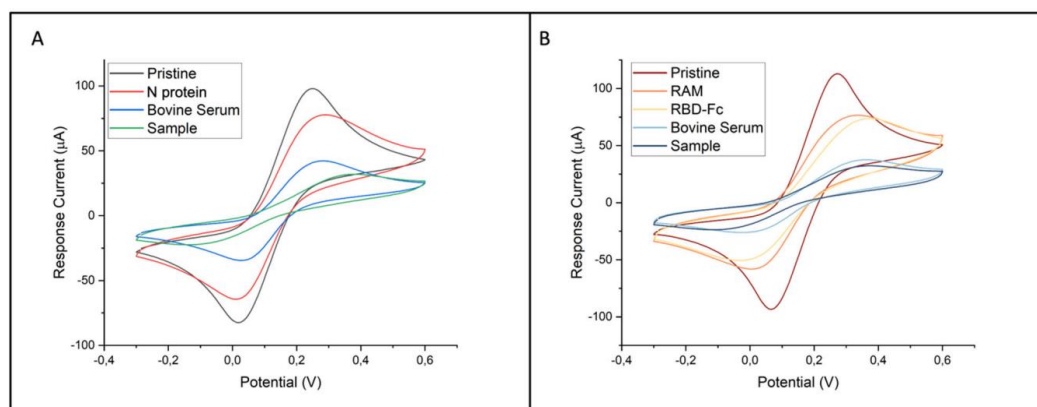 A
Pristine
N protein
Bovine Serum
Sample
100
50
0
-50
-100
Response Current (µA)
-0,4
-0,2
0,0
0,2
0,4
0,6
Potential (V)
B
Pristine
RAM
RBD-Fc
Bovine Serum
Sample
100
50
0
-50
-100
-125
Response Current (µA)
-0,4
-0,2
0,0
0,2
0,4
0,6
Potential (V)